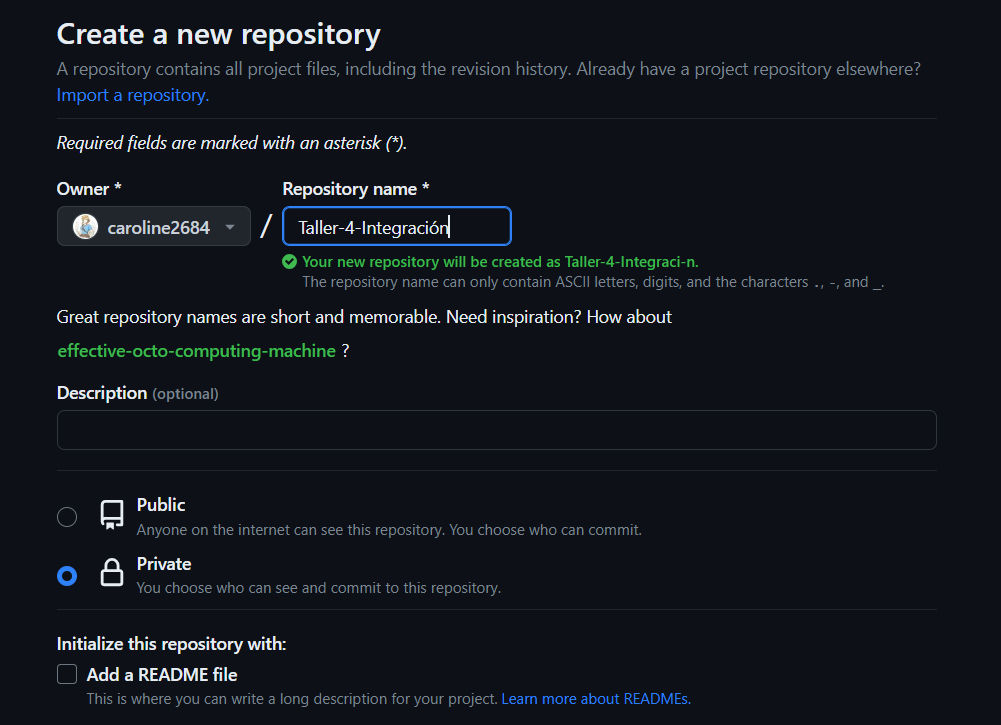 Create a new repository
A repository contains all project files, including the revision history. Already have a project repository elsewhere?
Import a repository.
Required fields are marked with an asterisk (*).
Owner * Repository name *
caroline2684 / Taller-4-Integración
Your new repository will be created as Taller-4-Integraci-n.
The repository name can only contain ASCII letters, digits, and the characters ., -, and _.
Great repository names are short and memorable. Need inspiration? How about
effective-octo-computing-machine ?
Description (optional)
Public
Anyone on the internet can see this repository. You choose who can commit.
Private
You choose who can see and commit to this repository.
Initialize this repository with:
Add a README file
This is where you can write a long description for your project. Learn more about READMEs.